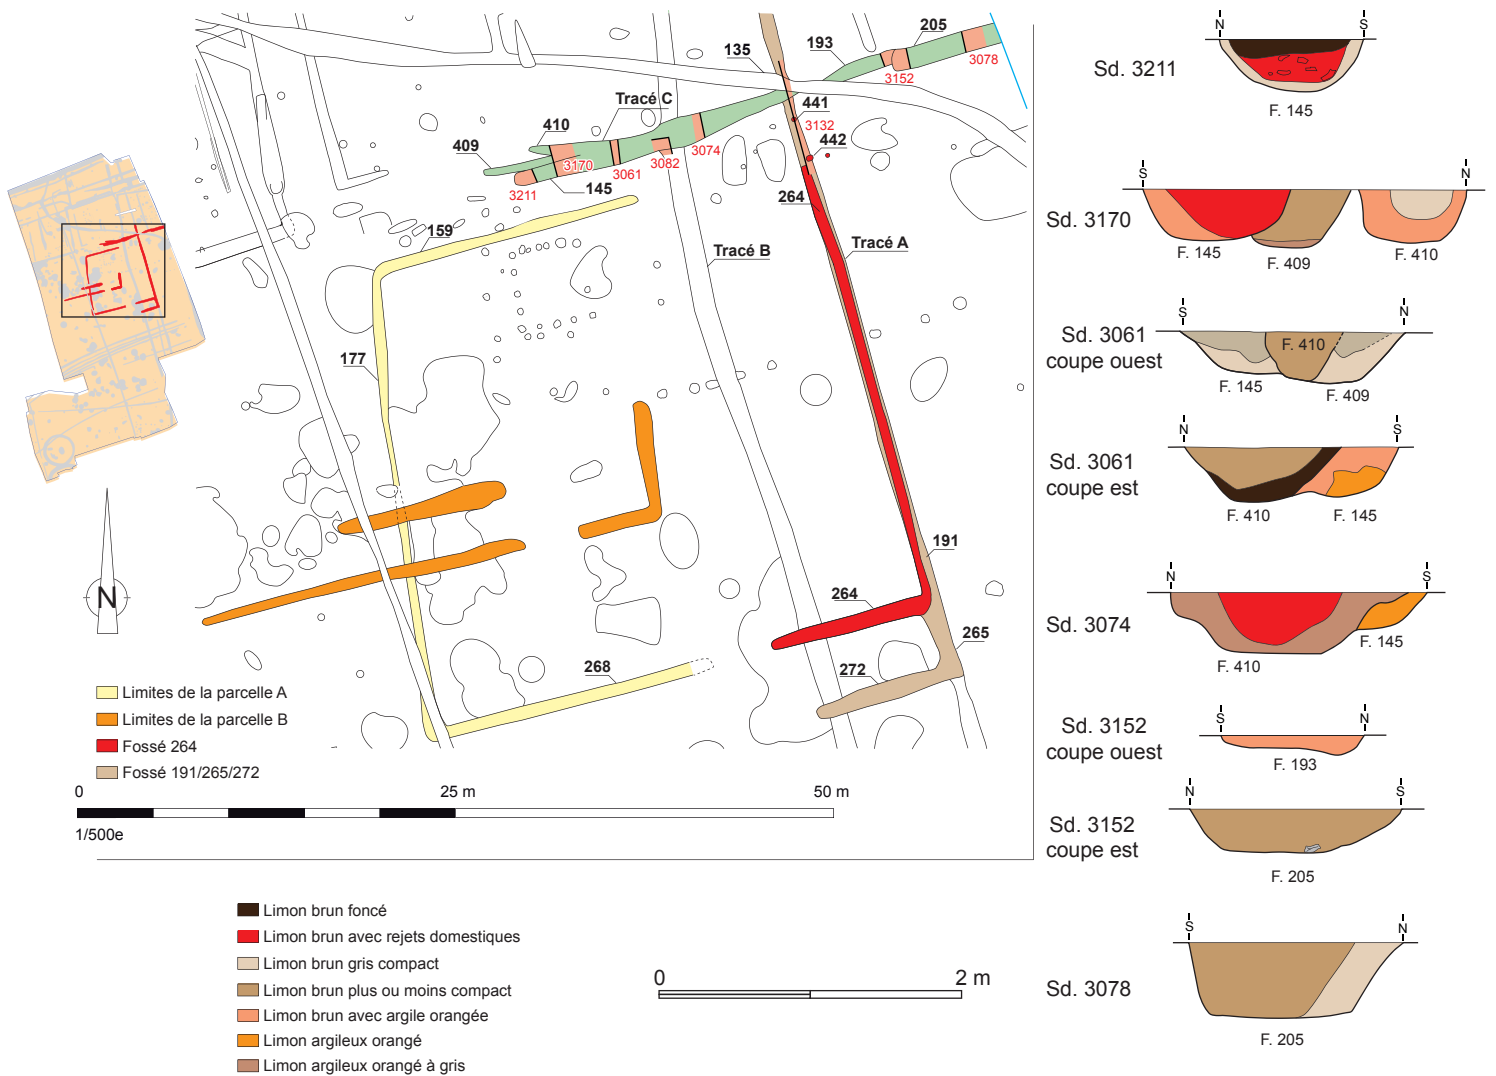 205
193
135
3078
3152
Tracé C
441
3132
410
442
409
3074
3170
3082
3061
3211
145
264
159
Tracé B
Tracé A
177
191
264
265
272
268
N
Limites de la parcelle A
Limites de la parcelle B
Fossé 264
Fossé 191/265/272
0 25 m 50 m
1/500e
Limon brun foncé
Limon brun avec rejets domestiques
Limon brun gris compact
Limon brun plus ou moins compact
Limon brun avec argile orangée
Limon argileux orangé
Limon argileux orangé à gris
0 2 m
N S
Sd. 3211
F. 145
S N
Sd. 3170
F. 145
F. 409
F. 410
S N
Sd. 3061
coupe ouest
F. 410
F. 145
F. 409
N S
Sd. 3061
coupe est
F. 410
F. 145
N S
Sd. 3074
F. 145
F. 410
S N
Sd. 3152
coupe ouest
F. 193
N S
Sd. 3152
coupe est
F. 205
S N
Sd. 3078
F. 205